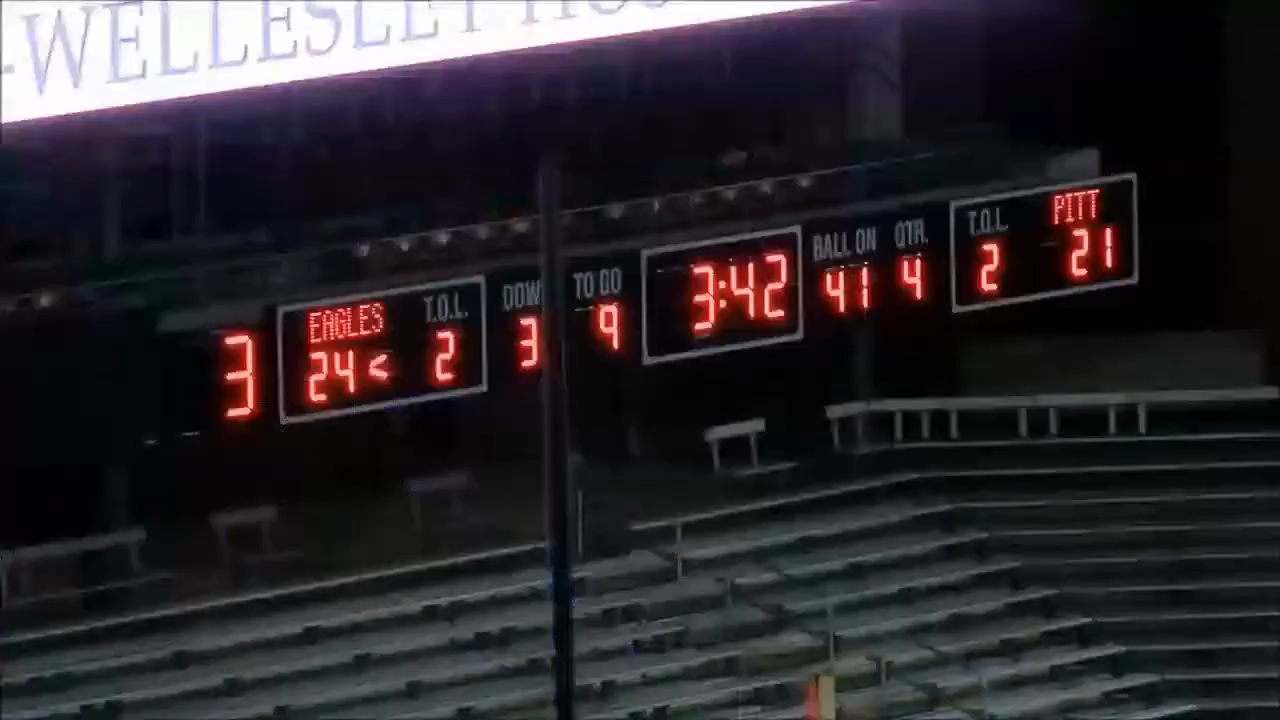 -WELLESLEY
EAGLES T.O.L. DOWN TO GO BALL ON QTR. T.O.L. PITT
3 24 < 2 3 9 3:42 41 4 2 21